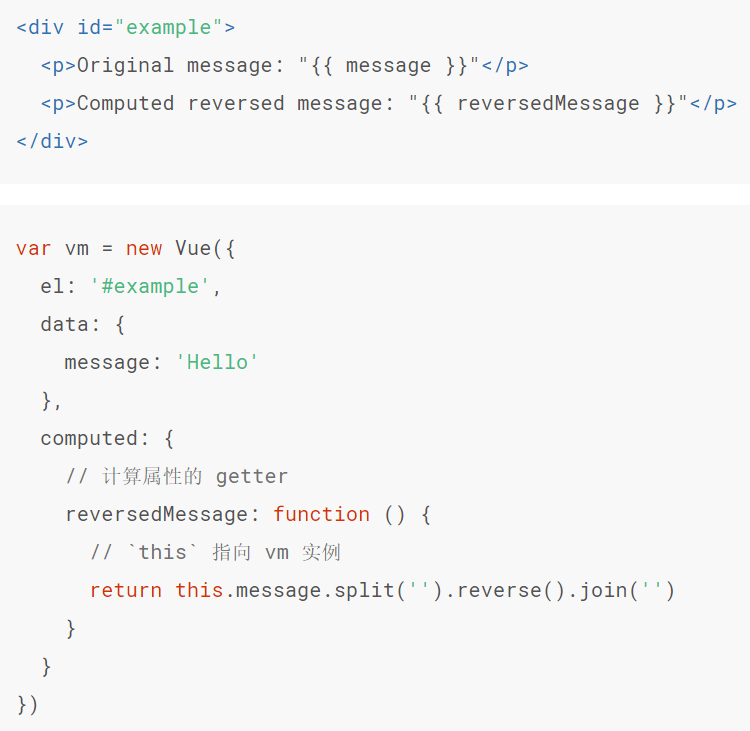 <div id="example">
  <p>Original message: "{{ message }}"</p>
  <p>Computed reversed message: "{{ reversedMessage }}"</p>
</div>
var vm = new Vue({
  el: '#example',
  data: {
    message: 'Hello'
  },
  computed: {
    // 计算属性的 getter
    reversedMessage: function () {
      // `this` 指向 vm 实例
      return this.message.split('').reverse().join('')
    }
  }
})